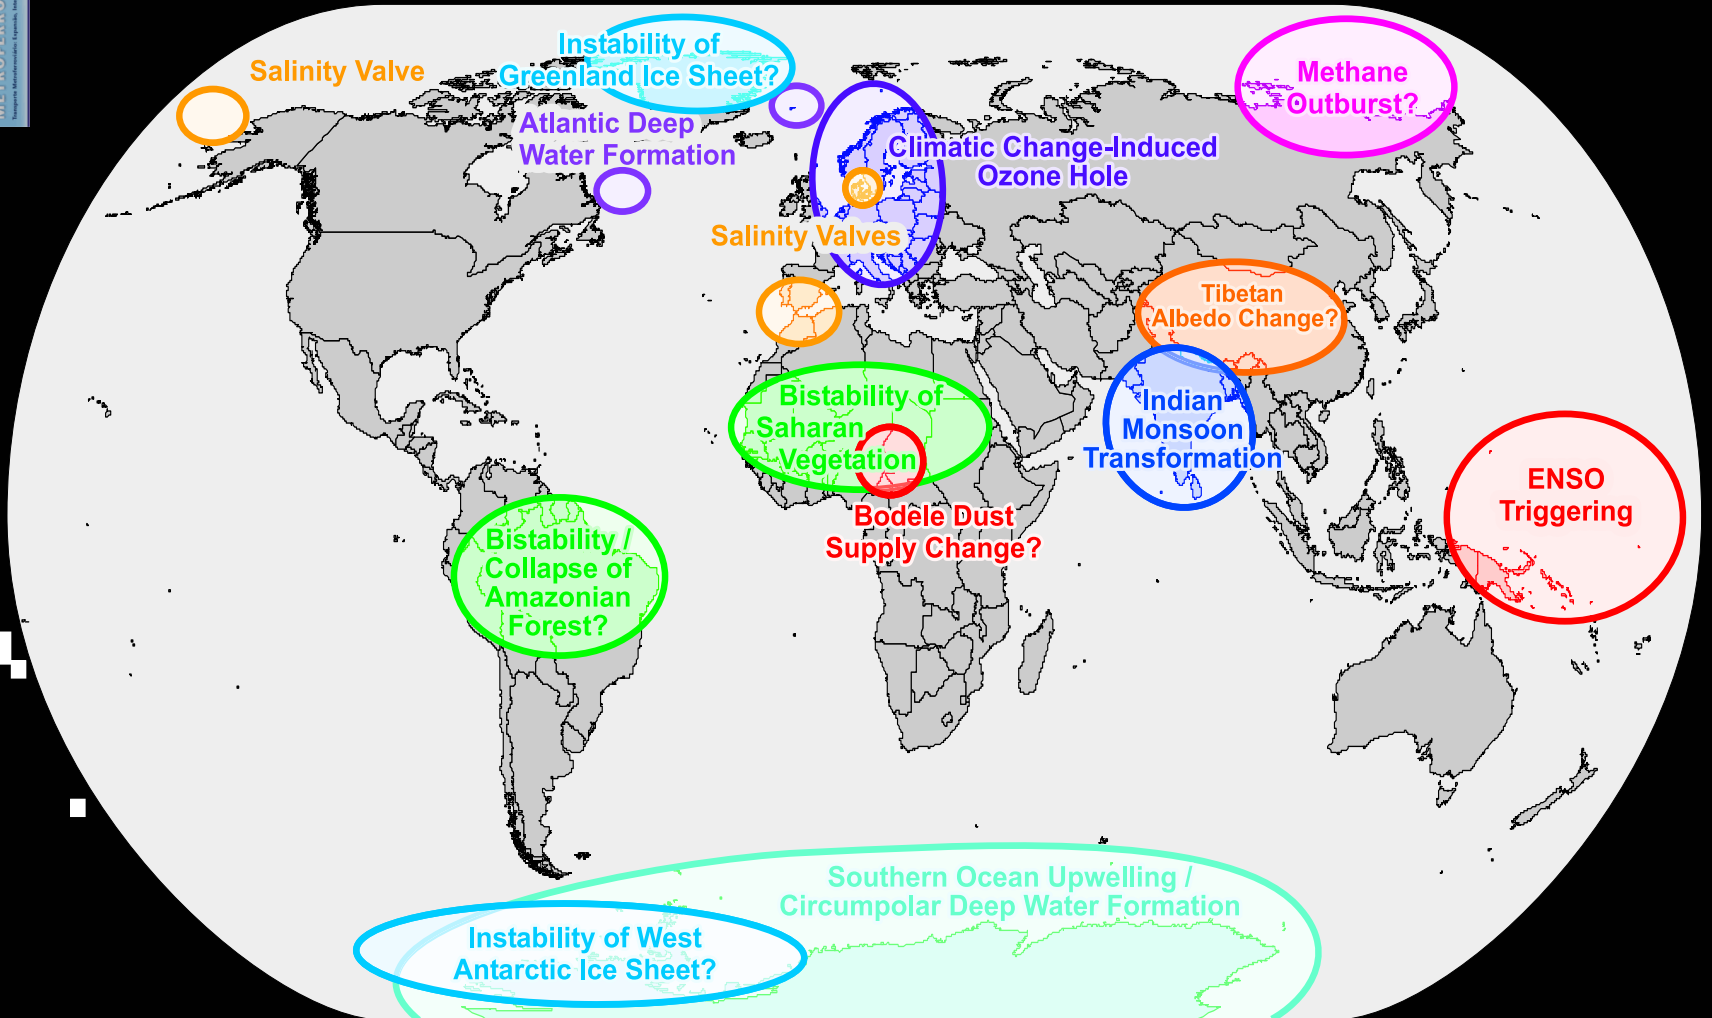 Instability of
Greenland Ice Sheet?
Salinity Valve
Methane
Outburst?
Atlantic Deep
Water Formation
Climatic Change-Induced
Ozone Hole
Salinity Valves
Tibetan
Albedo Change?
Bistability of
Saharan
Vegetation
Indian
Monsoon
Transformation
ENSO
Triggering
Bodele Dust
Supply Change?
Bistability /
Collapse of
Amazonian
Forest?
Southern Ocean Upwelling /
Circumpolar Deep Water Formation
Instability of West
Antarctic Ice Sheet?